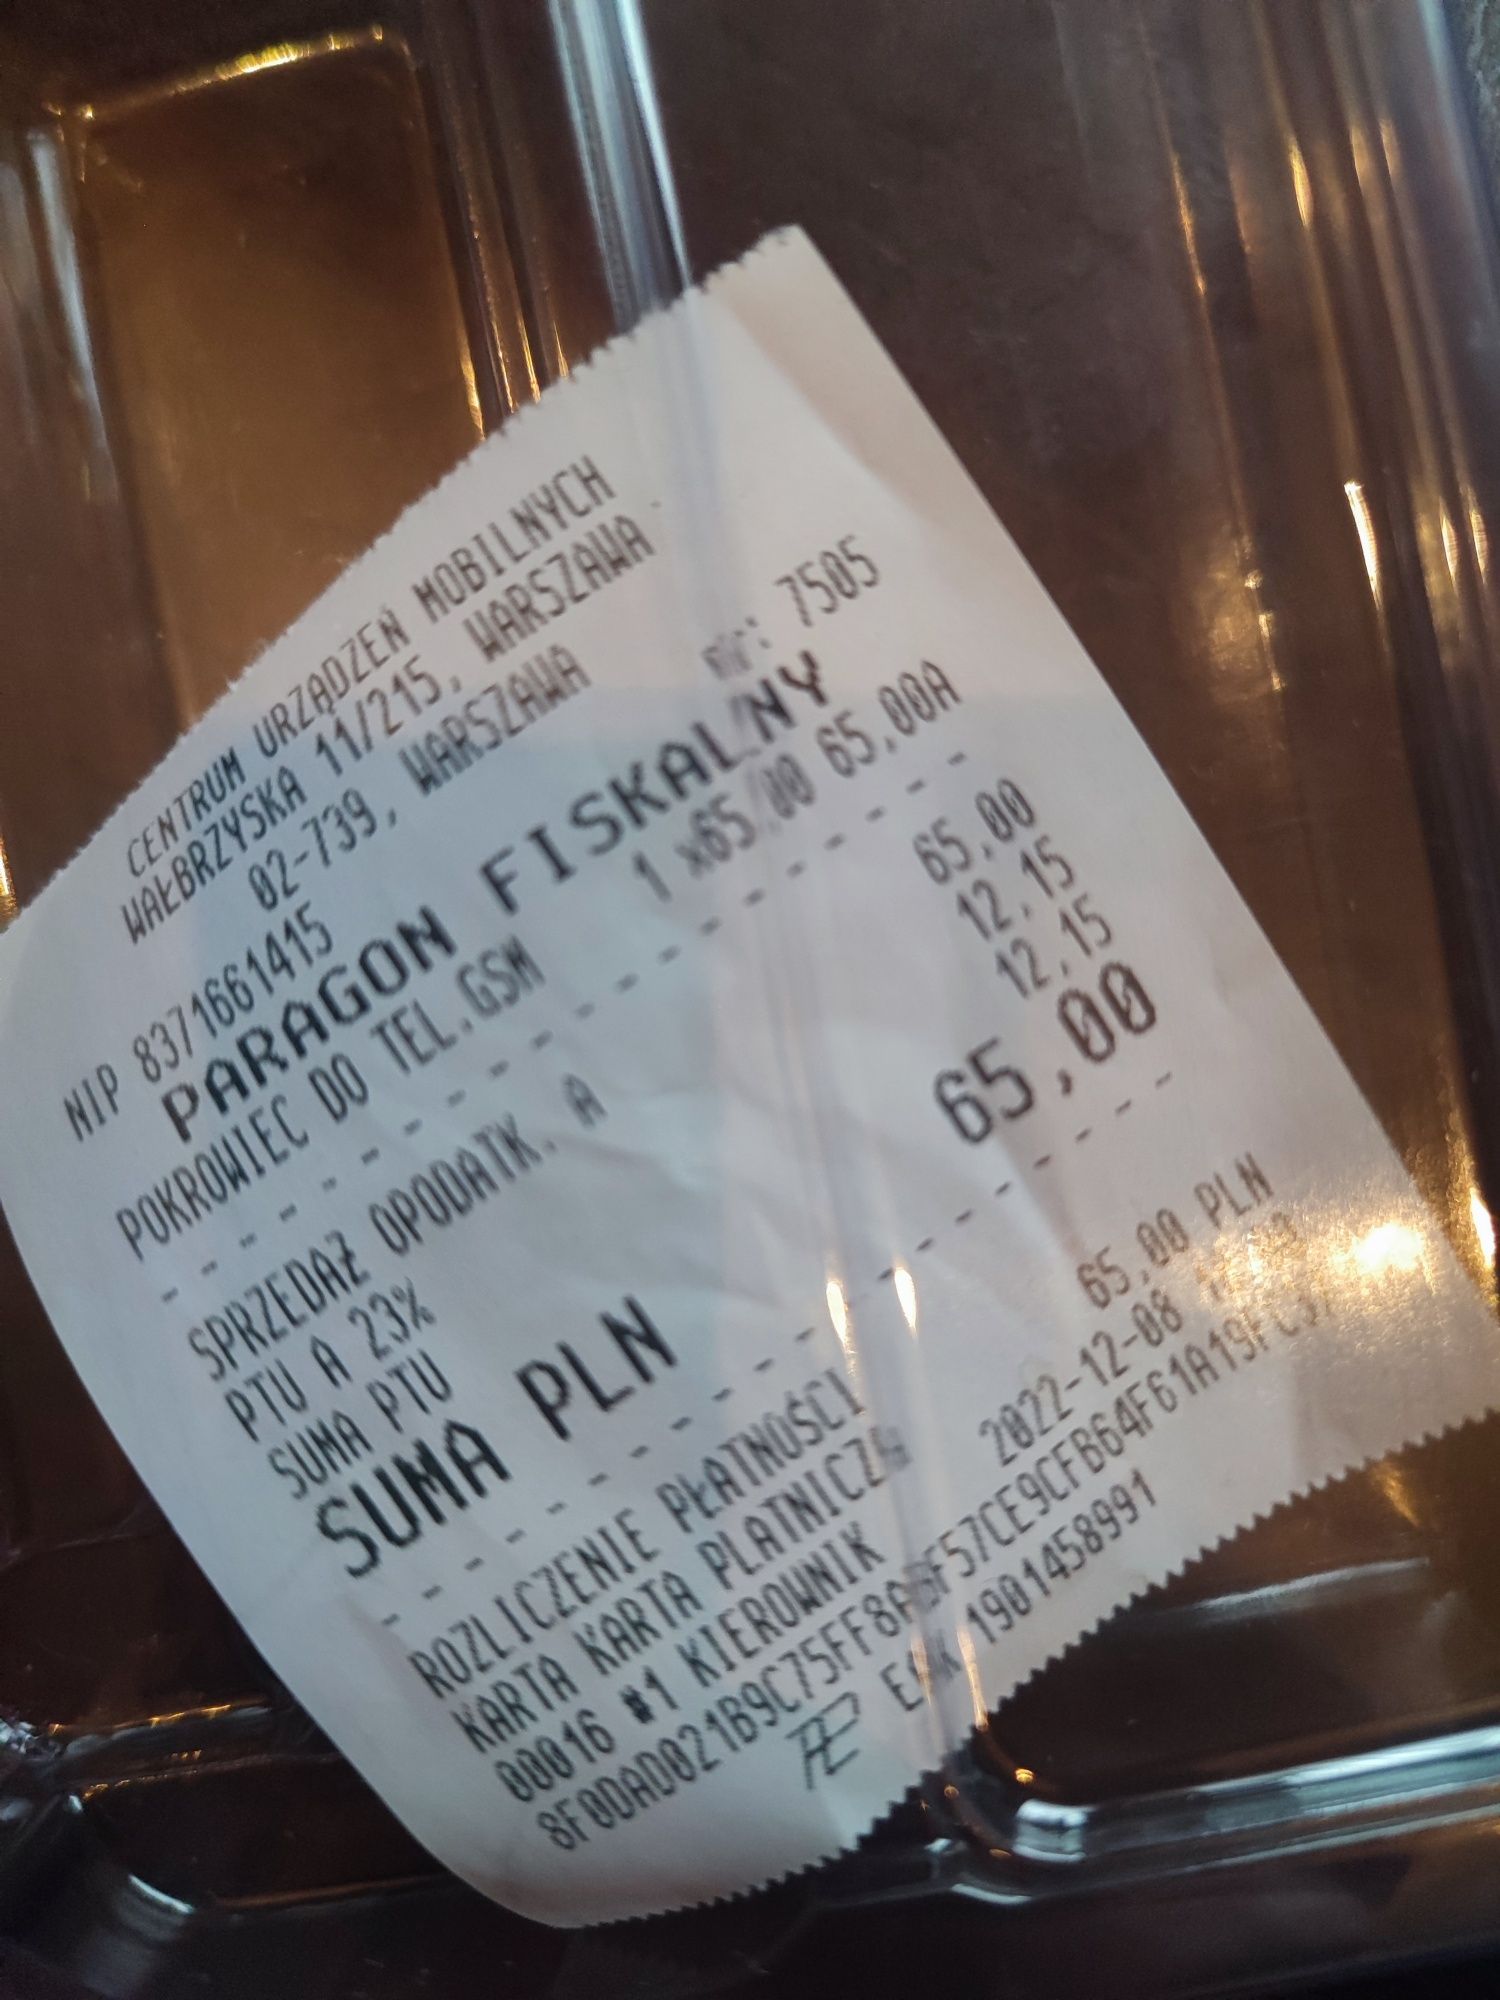 CENTRUM URZĄDZEŃ MOBILNYCH
WAŁBRZYSKA 11/215, WARSZAWA
02-739, WARSZAWA
NIP 8371661415 nr: 7505
PARAGON FISKALNY
POKROWIEC DO TEL.GSM 1 x65,00 65,00A
SPRZEDAŻ OPODATK. A 65,00
PTU A 23% 12,15
SUMA PTU 12,15
SUMA PLN 65,00
ROZLICZENIE PŁATNOŚCI
KARTA KARTA PLATNICZA 65,00 PLN
00016 #1 KIEROWNIK 2022-12-08
1901458991